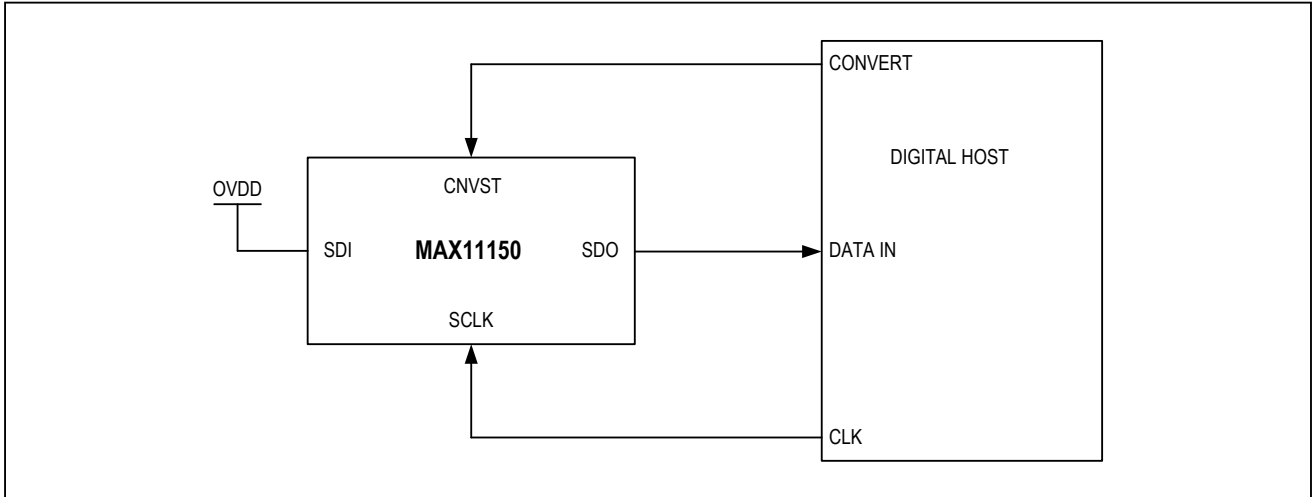 CONVERT
DIGITAL HOST
CNVST
OVDD
SDI MAX11150 SDO DATA IN
SCLK
CLK